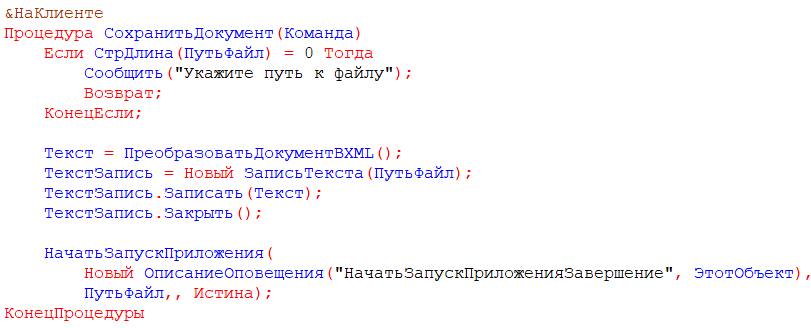 &НаКлиенте
Процедура СохранитьДокумент(Команда)
    Если СтрДлина(ПутьФайл) = 0 Тогда
        Сообщить("Укажите путь к файлу");
        Возврат;
    КонецЕсли;

    Текст = ПреобразоватьДокументВXML();
    ТекстЗапись = Новый ЗаписьТекста(ПутьФайл);
    ТекстЗапись.Записать(Текст);
    ТекстЗапись.Закрыть();

    НачатьЗапускПриложения(
        Новый ОписаниеОповещения("НачатьЗапускПриложенияЗавершение", ЭтотОбъект),
        ПутьФайл,, Истина);
КонецПроцедуры